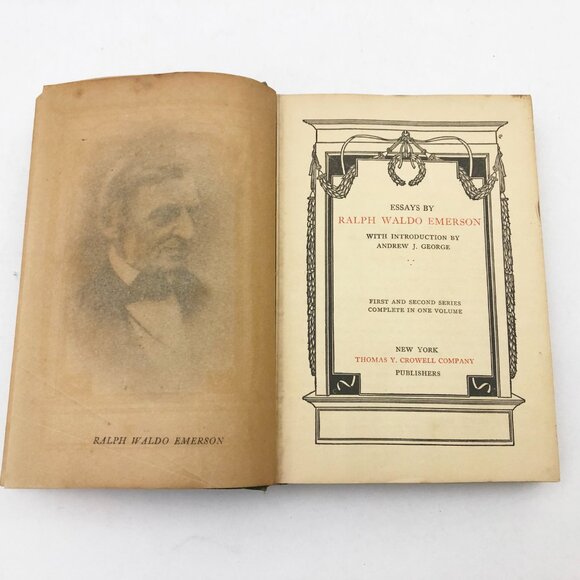 RALPH WALDO EMERSON
ESSAYS BY
RALPH WALDO EMERSON
WITH INTRODUCTION BY
ANDREW J. GEORGE
FIRST AND SECOND SERIES
COMPLETE IN ONE VOLUME
NEW YORK
THOMAS Y. CROWELL COMPANY
PUBLISHERS